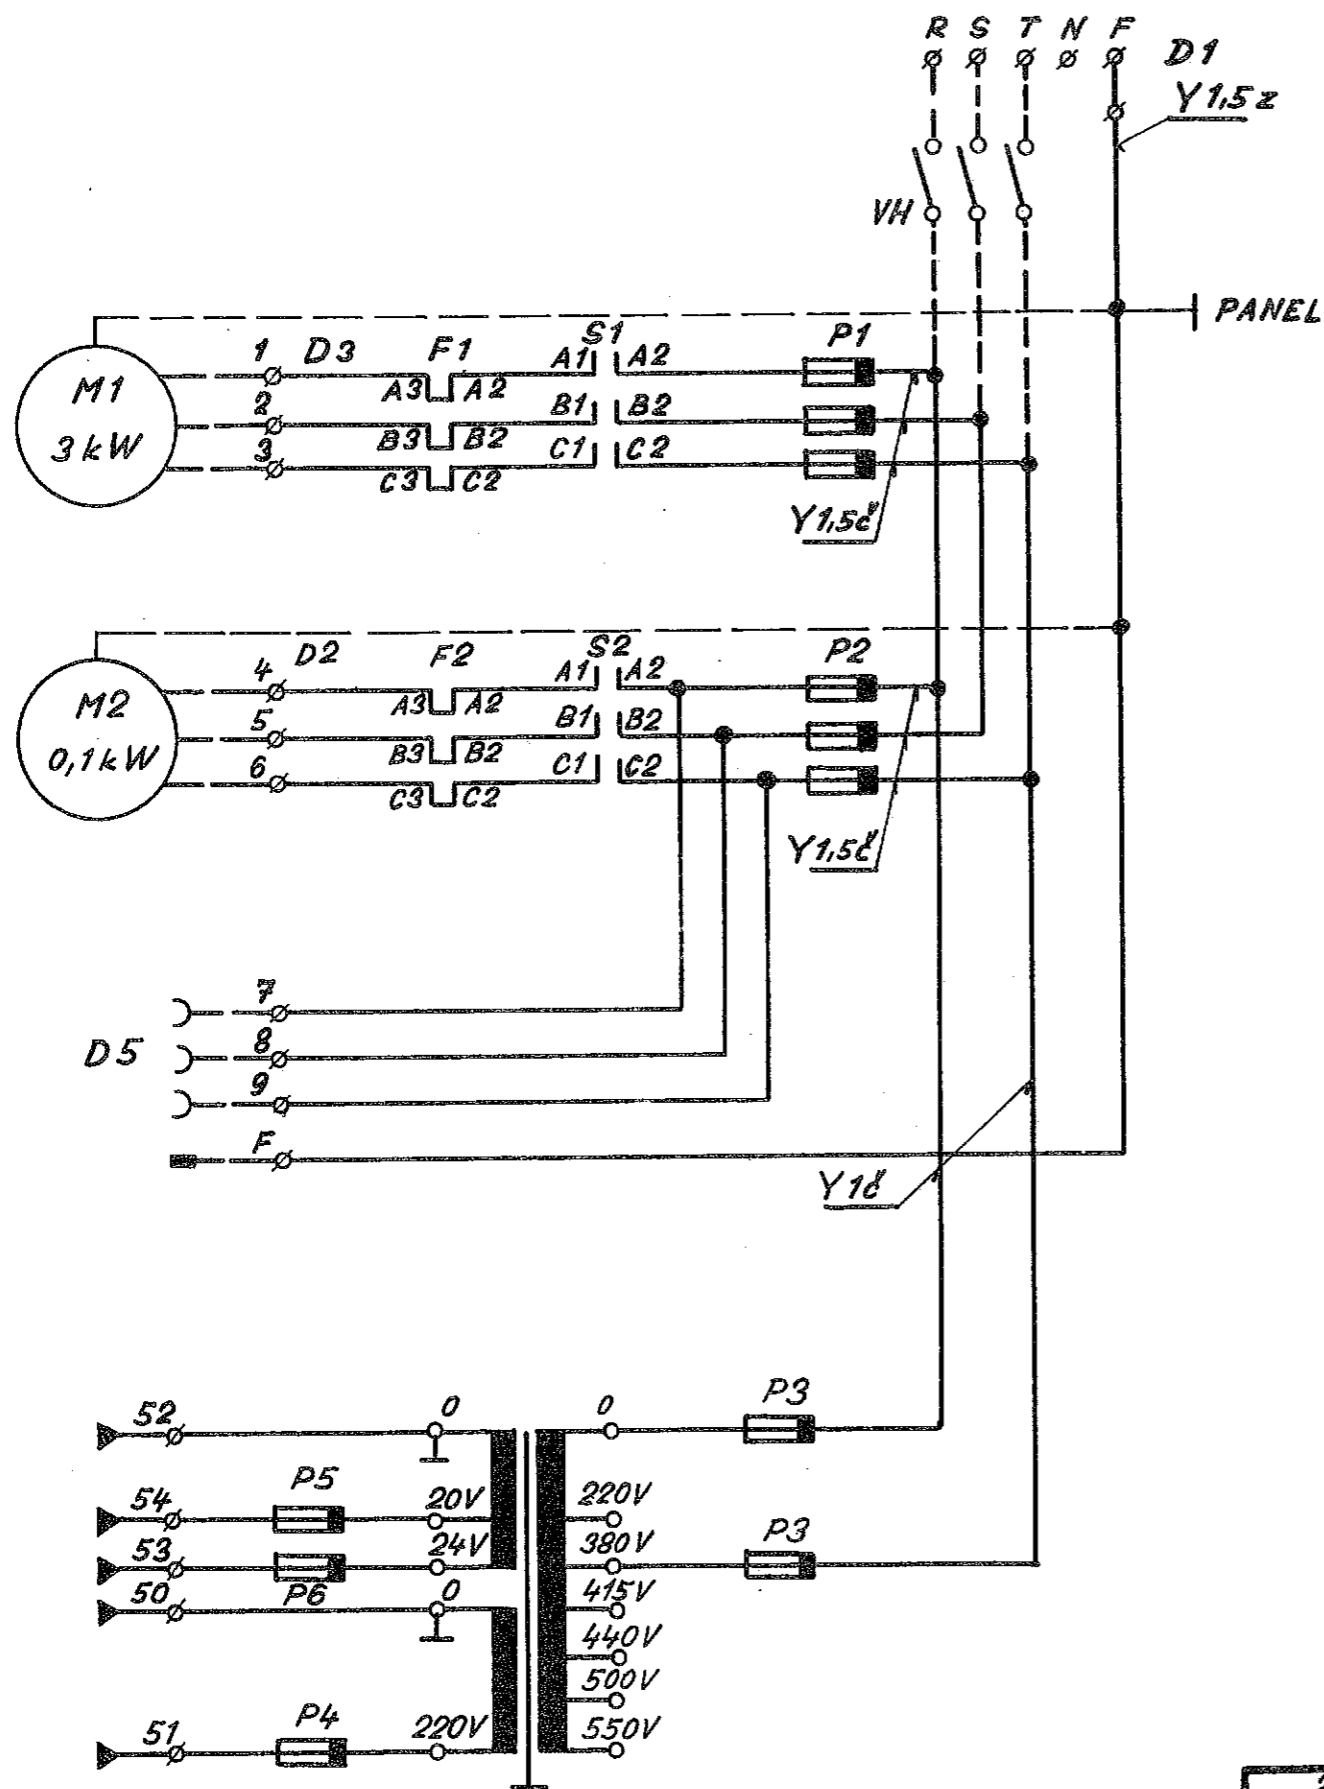 R S T N F D1
Y1,5z
VH
PANEL
1 D3 F1 S1 P1
A3 A2 A1 A2
M1
3kW
2
B3 B2 B1 B2
3
C3 C2 C1 C2
Y1,5č
4 D2 F2 S2 P2
A3 A2 A1 A2
M2
0,1kW
5
B3 B2 B1 B2
6
C3 C2 C1 C2
Y1,5č
D5
7
8
9
F
Y1č
52 0 0 P3
54 P5 20V 220V
53 24V 380V P3
50 P6 0 415V
440V
500V
51 P4 220V 550V